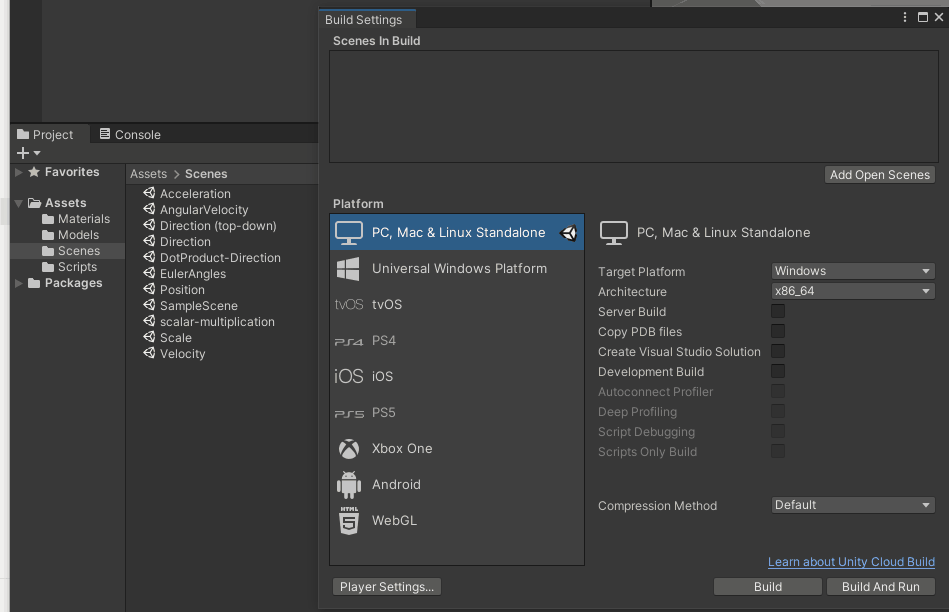 Build Settings
Scenes In Build
Add Open Scenes
Project
Console
Favorites
Assets
Materials
Models
Scenes
Scripts
Packages
Assets > Scenes
Acceleration
AngularVelocity
Direction (top-down)
Direction
DotProduct-Direction
EulerAngles
Position
SampleScene
scalar-multiplication
Scale
Velocity
Platform
PC, Mac & Linux Standalone
Universal Windows Platform
tvOS tvOS
PS4 PS4
iOS iOS
PS5 PS5
Xbox One
Android
HTML 5 WebGL
Player Settings...
PC, Mac & Linux Standalone
Target Platform Windows
Architecture x86_64
Server Build
Copy PDB files
Create Visual Studio Solution
Development Build
Autoconnect Profiler
Deep Profiling
Script Debugging
Scripts Only Build
Compression Method Default
Learn about Unity Cloud Build
Build Build And Run